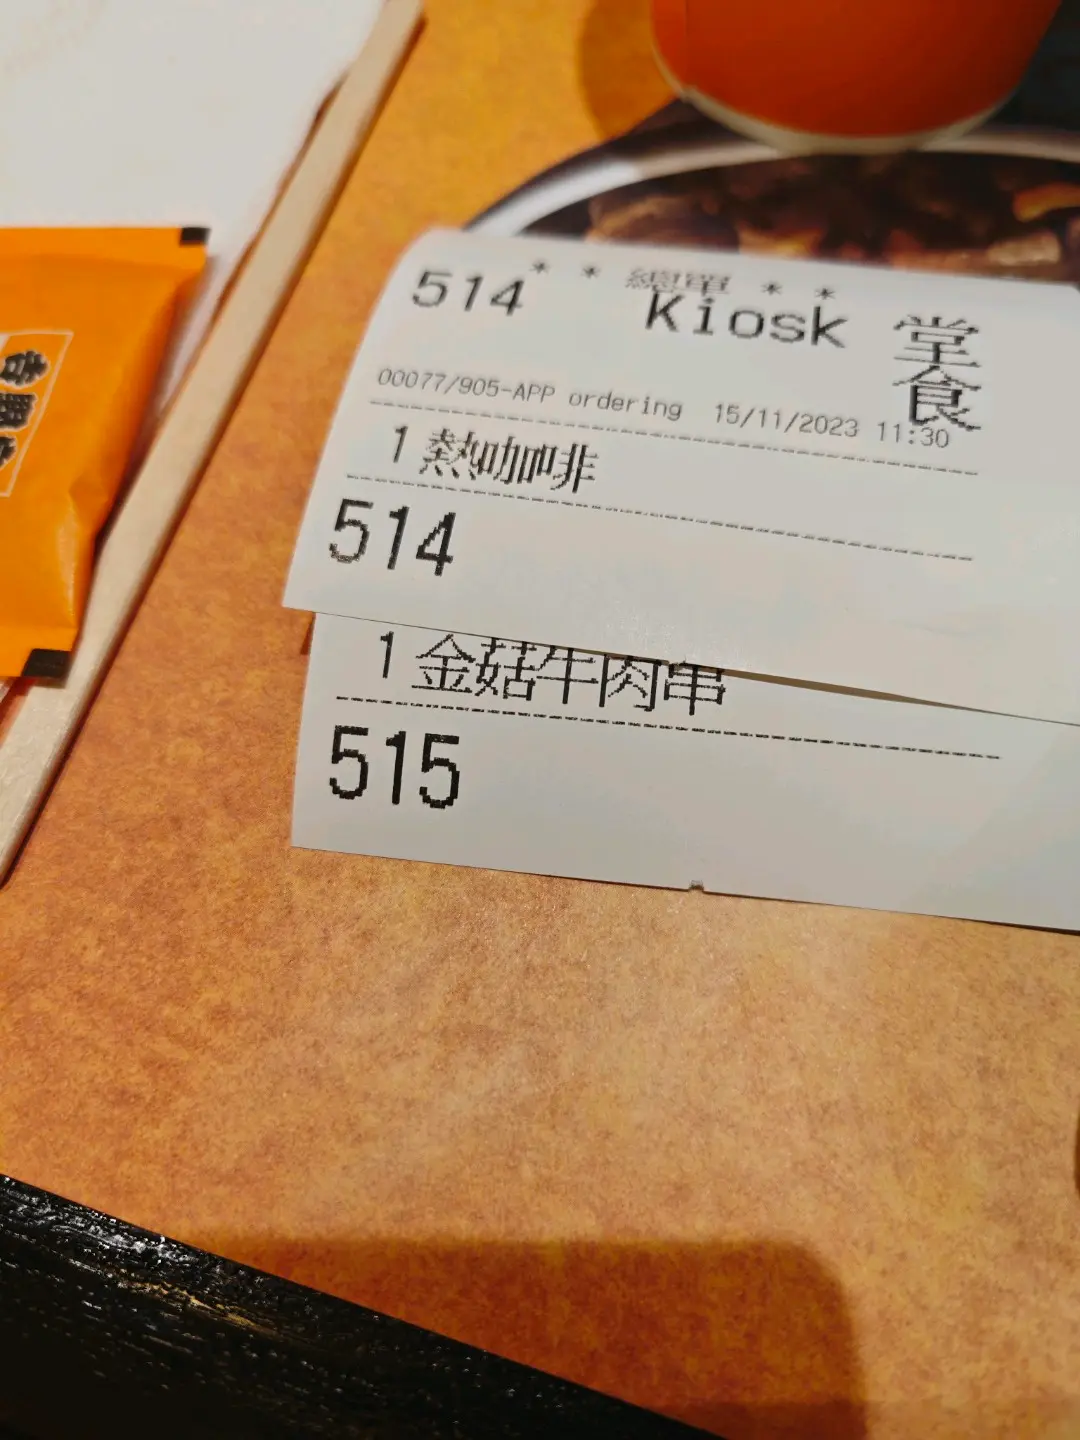 * * 總單 * *
514 Kiosk 堂食
00077/905-APP ordering 15/11/2023 11:30
1 熱咖啡
514
1 金菇牛肉串
515